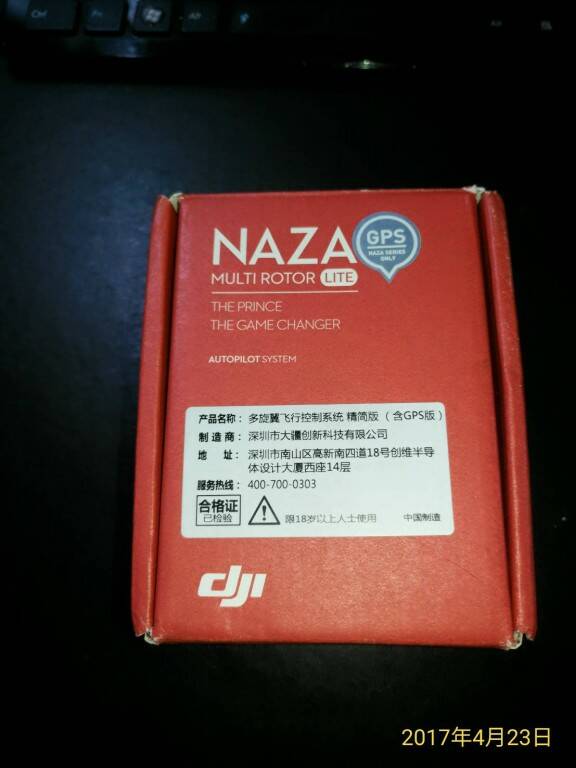 Ctrl
Fn
Alt
NAZA
GPS
NAZA SERIES
ONLY
MULTI ROTOR LITE
THE PRINCE
THE GAME CHANGER
AUTOPILOT SYSTEM
产品名称： 多旋翼飞行控制系统 精简版 （含GPS版）
制 造 商： 深圳市大疆创新科技有限公司
地 址： 深圳市南山区高新南四道18号创维半导
体设计大厦西座14层
服务热线： 400-700-0303
合格证
已检验
限18岁以上人士使用
中国制造
dji
2017年4月23日